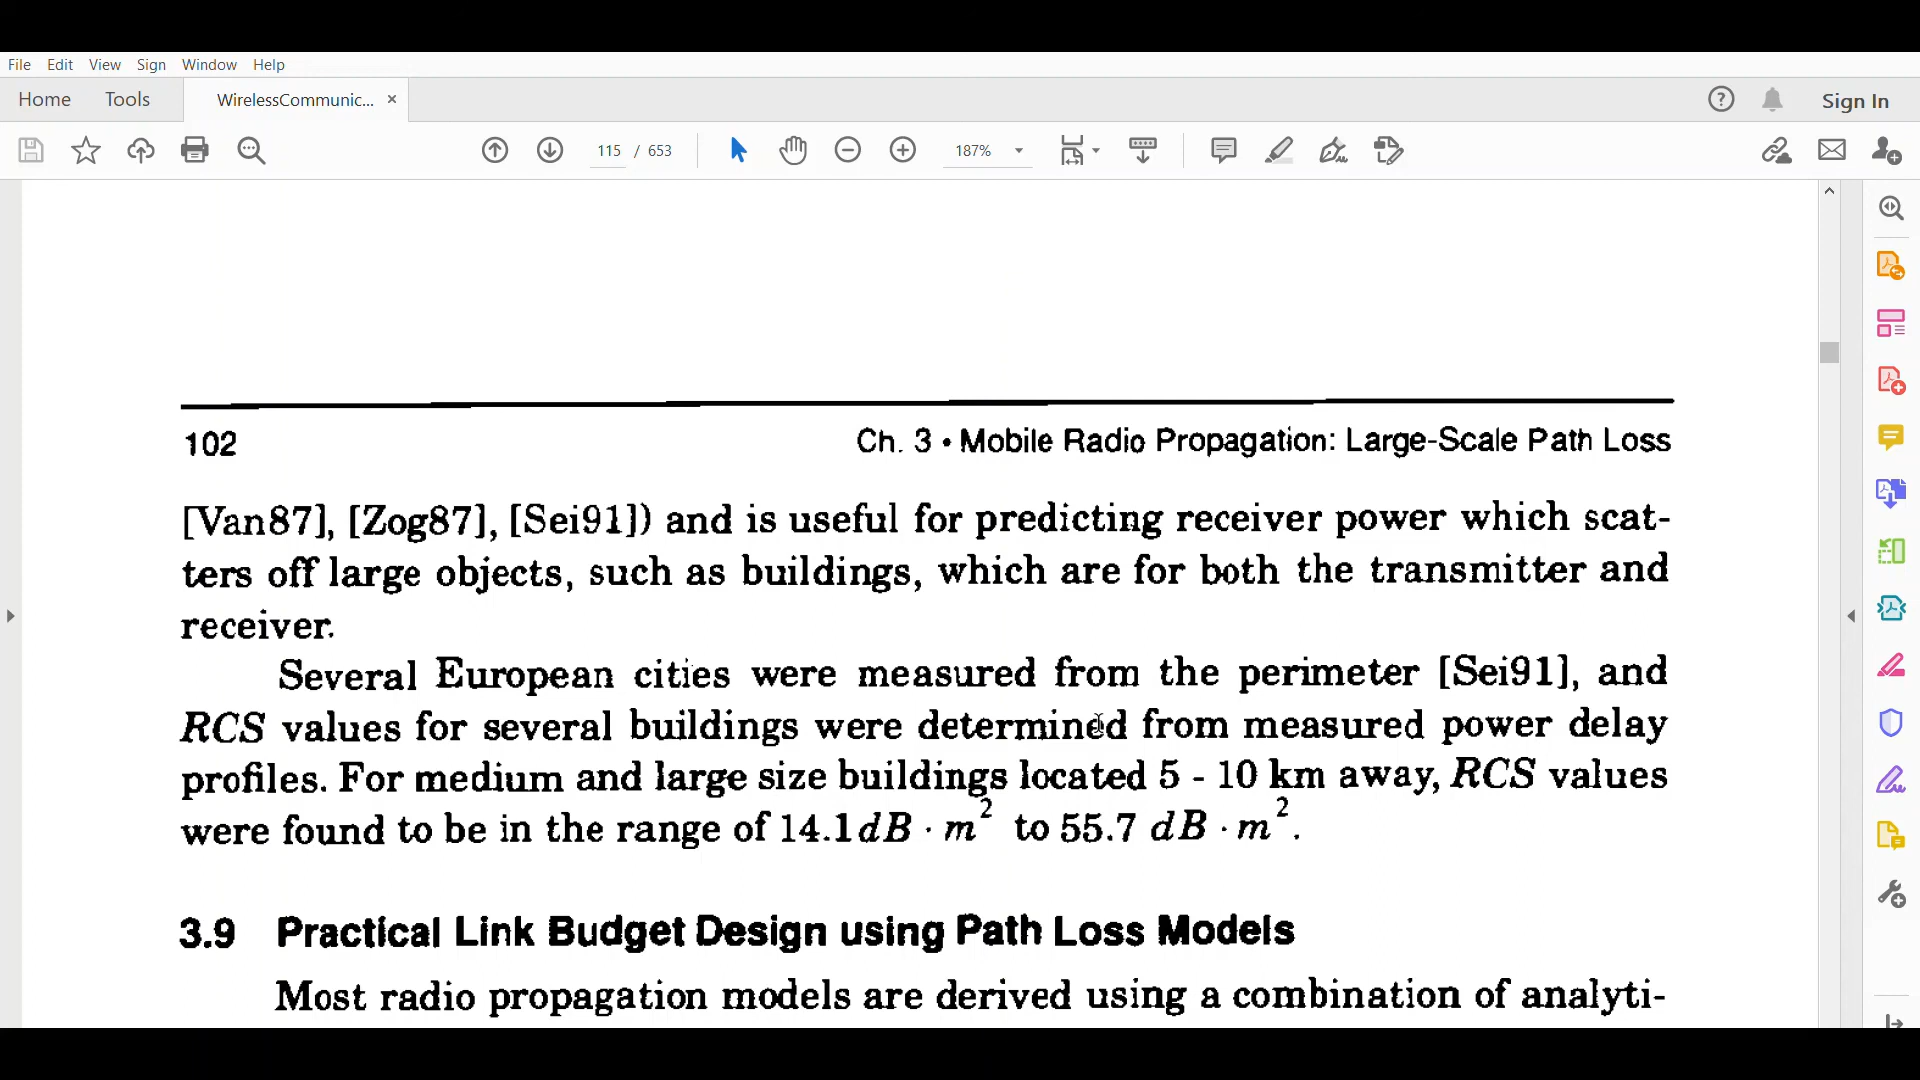 File Edit View Sign Window Help
Home Tools WirelessCommunic... × Sign In
115 / 653 187%
102 Ch. 3 • Mobile Radio Propagation: Large-Scale Path Loss
[Van87], [Zog87], [Sei91]) and is useful for predicting receiver power which scat-
ters off large objects, such as buildings, which are for both the transmitter and
receiver.
Several European cities were measured from the perimeter [Sei91], and
RCS values for several buildings were determined from measured power delay
profiles. For medium and large size buildings located 5 - 10 km away, RCS values
were found to be in the range of 14.1dB · m² to 55.7 dB · m².
3.9 Practical Link Budget Design using Path Loss Models
Most radio propagation models are derived using a combination of analyti-